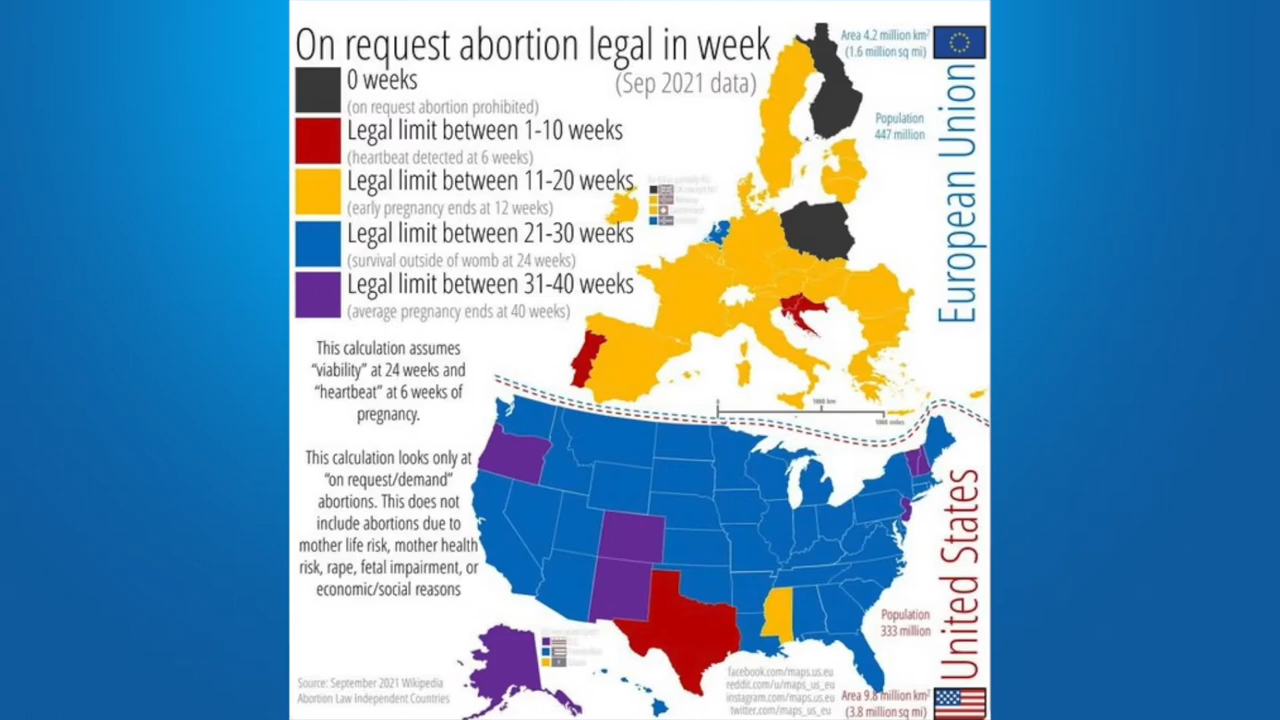 On request abortion legal in week
(Sep 2021 data)
0 weeks
(on request abortion prohibited)
Legal limit between 1-10 weeks
(heartbeat detected at 6 weeks)
Legal limit between 11-20 weeks
(early pregnancy ends at 12 weeks)
Legal limit between 21-30 weeks
(survival outside of womb at 24 weeks)
Legal limit between 31-40 weeks
(average pregnancy ends at 40 weeks)
This calculation assumes
“viability” at 24 weeks and
“heartbeat” at 6 weeks of
pregnancy.
This calculation looks only at
“on request/demand”
abortions. This does not
include abortions due to
mother life risk, mother health
risk, rape, fetal impairment, or
economic/social reasons
Source: September 2021 Wikipedia
Abortion Law Independent Countries
Area 4.2 million km²
(1.6 million sq mi)
Population
447 million
European Union
0
1000 km
1000 miles
United States
Population
333 million
facebook.com/maps.us.eu
reddit.com/u/maps_us_eu
instagram.com/maps.us.eu
twitter.com/maps_us_eu
Area 9.8 million km²
(3.8 million sq mi)